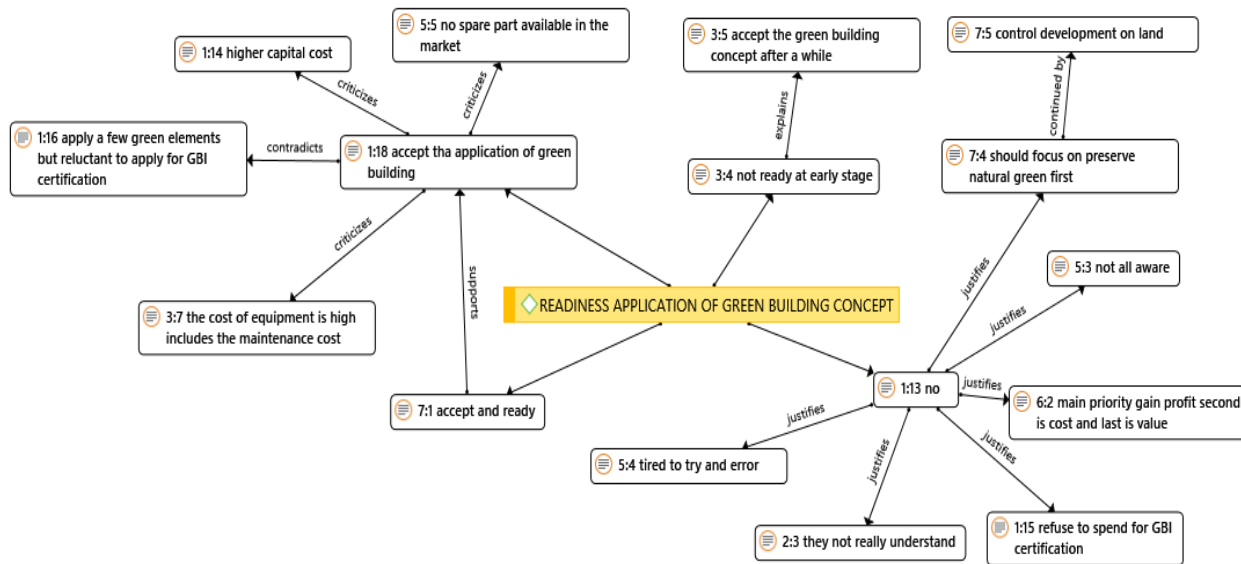 5:5 no spare part available in the
market
1:14 higher capital cost
criticizes
criticizes
3:5 accept the green building
concept after a while
7:5 control development on land
explains
continued by
1:16 apply a few green elements
but reluctant to apply for GBI
certification
contradicts
1:18 accept tha application of green
building
3:4 not ready at early stage
7:4 should focus on preserve
natural green first
criticizes
supports
justifies
5:3 not all aware
justifies
3:7 the cost of equipment is high
includes the maintenance cost
READINESS APPLICATION OF GREEN BUILDING CONCEPT
7:1 accept and ready
1:13 no
justifies
6:2 main priority gain profit second
is cost and last is value
justifies
5:4 tired to try and error
justifies
justifies
2:3 they not really understand
1:15 refuse to spend for GBI
certification